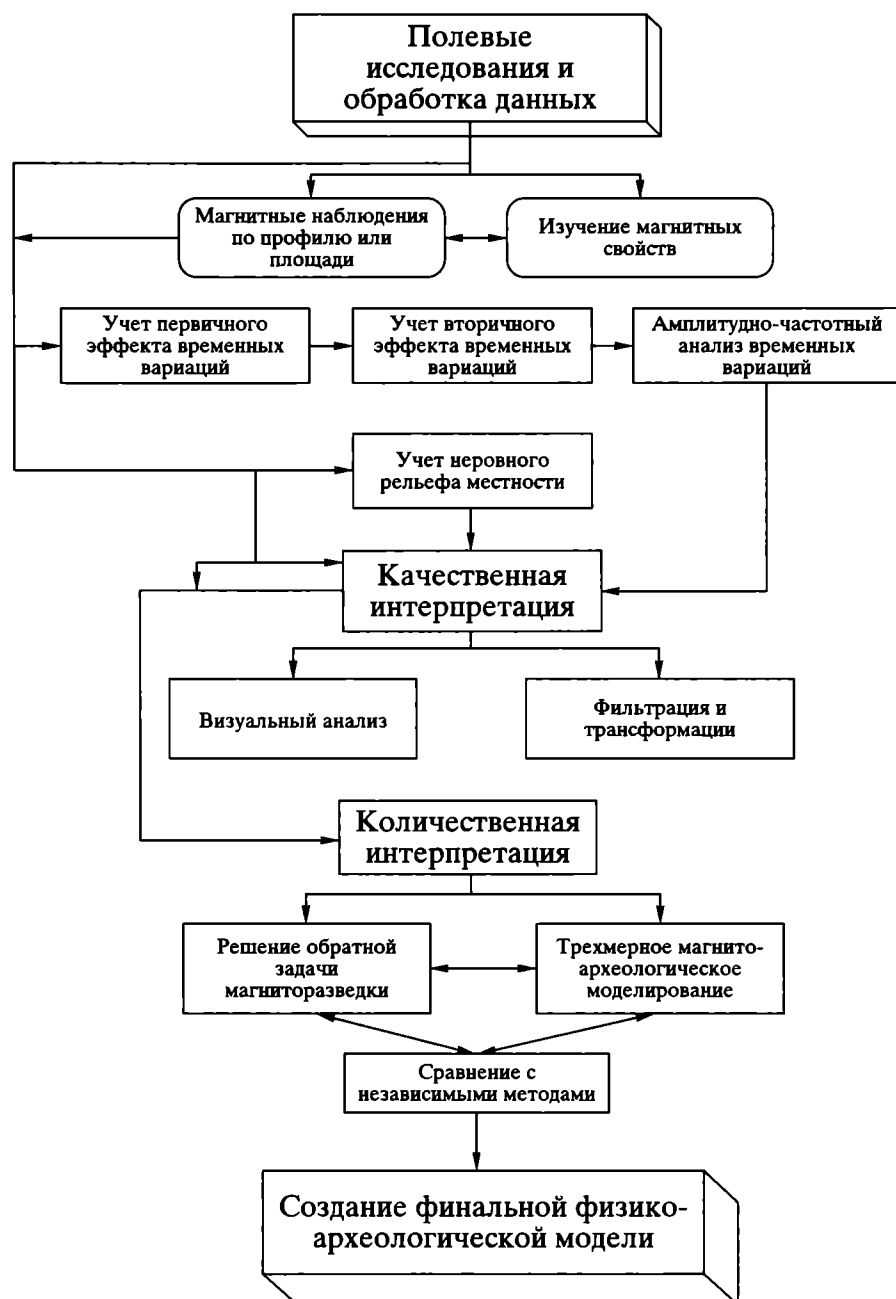 Полевые
исследования и
обработка данных
Магнитные наблюдения
по профилю или
площади
Изучение магнитных
свойств
Учет первичного
эффекта временных
вариаций
Учет вторичного
эффекта временных
вариаций
Амплитудно-частотный
анализ временных
вариаций
Учет неровного
рельефа местности
Качественная
интерпретация
Визуальный анализ
Фильтрация и
трансформации
Количественная
интерпретация
Решение обратной
задачи
магниторазведки
Трехмерное магнито-
археологическое
моделирование
Сравнение с
независимыми методами
Создание финальной физико-
археологической модели